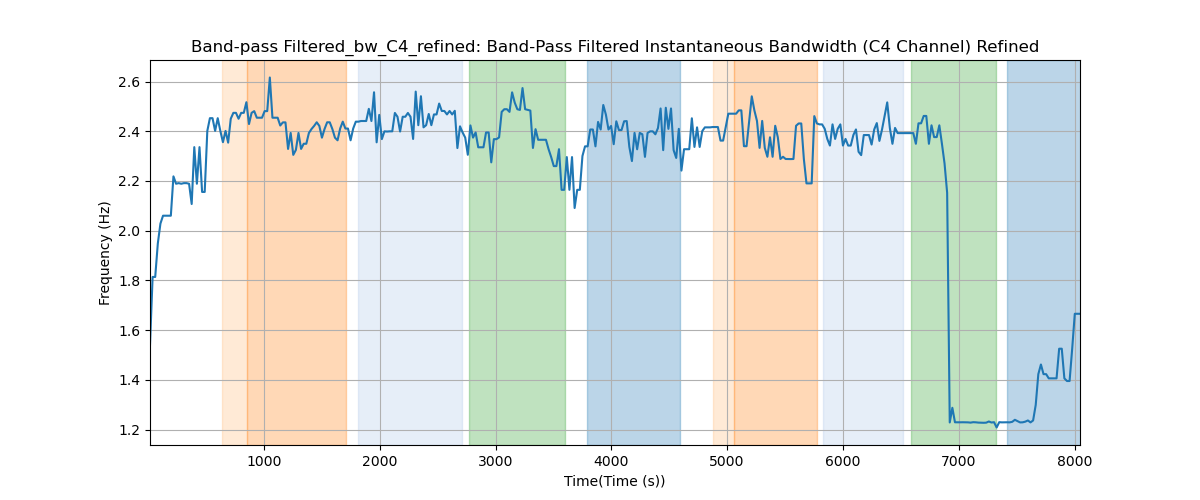 Band-pass Filtered_bw_C4_refined: Band-Pass Filtered Instantaneous Bandwidth (C4 Channel) Refined
Frequency (Hz)
2.6
2.4
2.2
2.0
1.8
1.6
1.4
1.2
1000 2000 3000 4000 5000 6000 7000 8000
Time(Time (s))